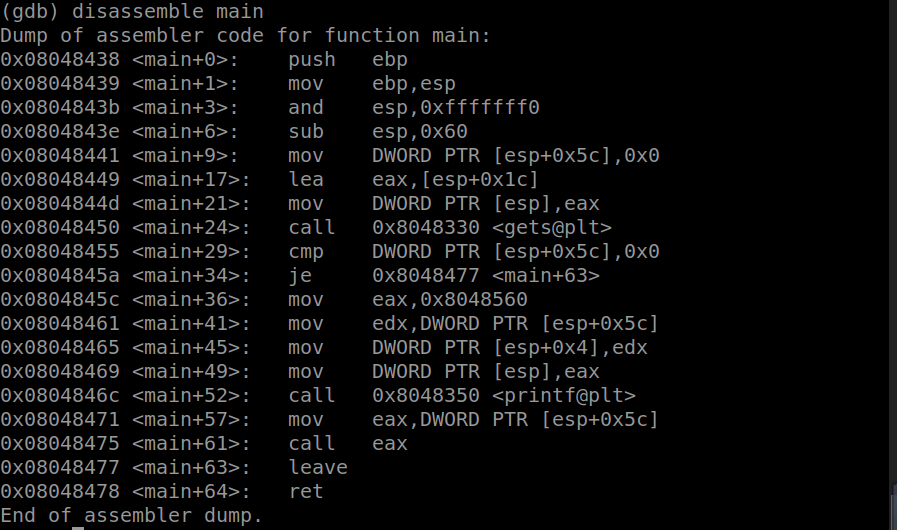 (gdb) disassemble main
Dump of assembler code for function main:
0x08048438 <main+0>:    push   ebp
0x08048439 <main+1>:    mov    ebp,esp
0x0804843b <main+3>:    and    esp,0xfffffff0
0x0804843e <main+6>:    sub    esp,0x60
0x08048441 <main+9>:    mov    DWORD PTR [esp+0x5c],0x0
0x08048449 <main+17>:   lea    eax,[esp+0x1c]
0x0804844d <main+21>:   mov    DWORD PTR [esp],eax
0x08048450 <main+24>:   call   0x8048330 <gets@plt>
0x08048455 <main+29>:   cmp    DWORD PTR [esp+0x5c],0x0
0x0804845a <main+34>:   je     0x8048477 <main+63>
0x0804845c <main+36>:   mov    eax,0x8048560
0x08048461 <main+41>:   mov    edx,DWORD PTR [esp+0x5c]
0x08048465 <main+45>:   mov    DWORD PTR [esp+0x4],edx
0x08048469 <main+49>:   mov    DWORD PTR [esp],eax
0x0804846c <main+52>:   call   0x8048350 <printf@plt>
0x08048471 <main+57>:   mov    eax,DWORD PTR [esp+0x5c]
0x08048475 <main+61>:   call   eax
0x08048477 <main+63>:   leave
0x08048478 <main+64>:   ret
End of assembler dump.